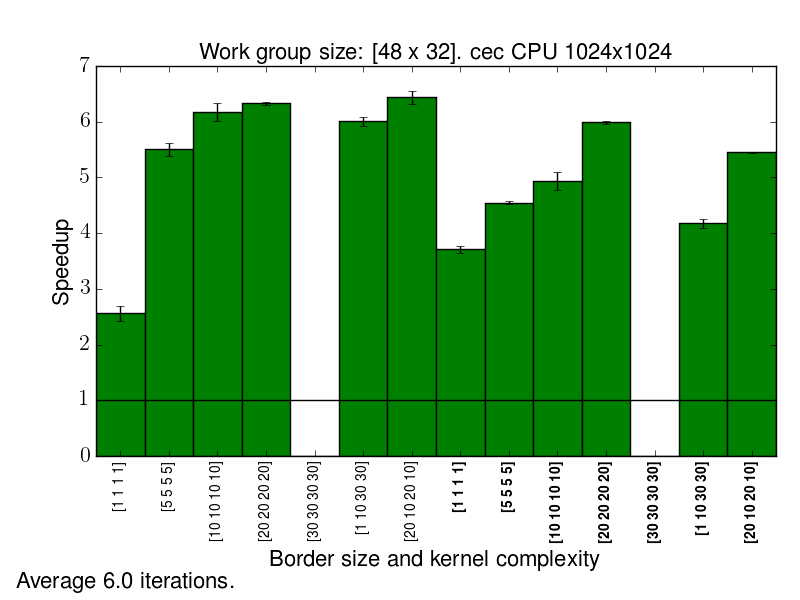 Work group size: [48 x 32]. cec CPU 1024x1024
7
6
5
4
3
2
1
0
Speedup
[1 1 1 1]
[5 5 5 5]
[10 10 10 10]
[20 20 20 20]
[30 30 30 30]
[1 10 30 30]
[20 10 20 10]
[1 1 1 1]
[5 5 5 5]
[10 10 10 10]
[20 20 20 20]
[30 30 30 30]
[1 10 30 30]
[20 10 20 10]
Border size and kernel complexity
Average 6.0 iterations.